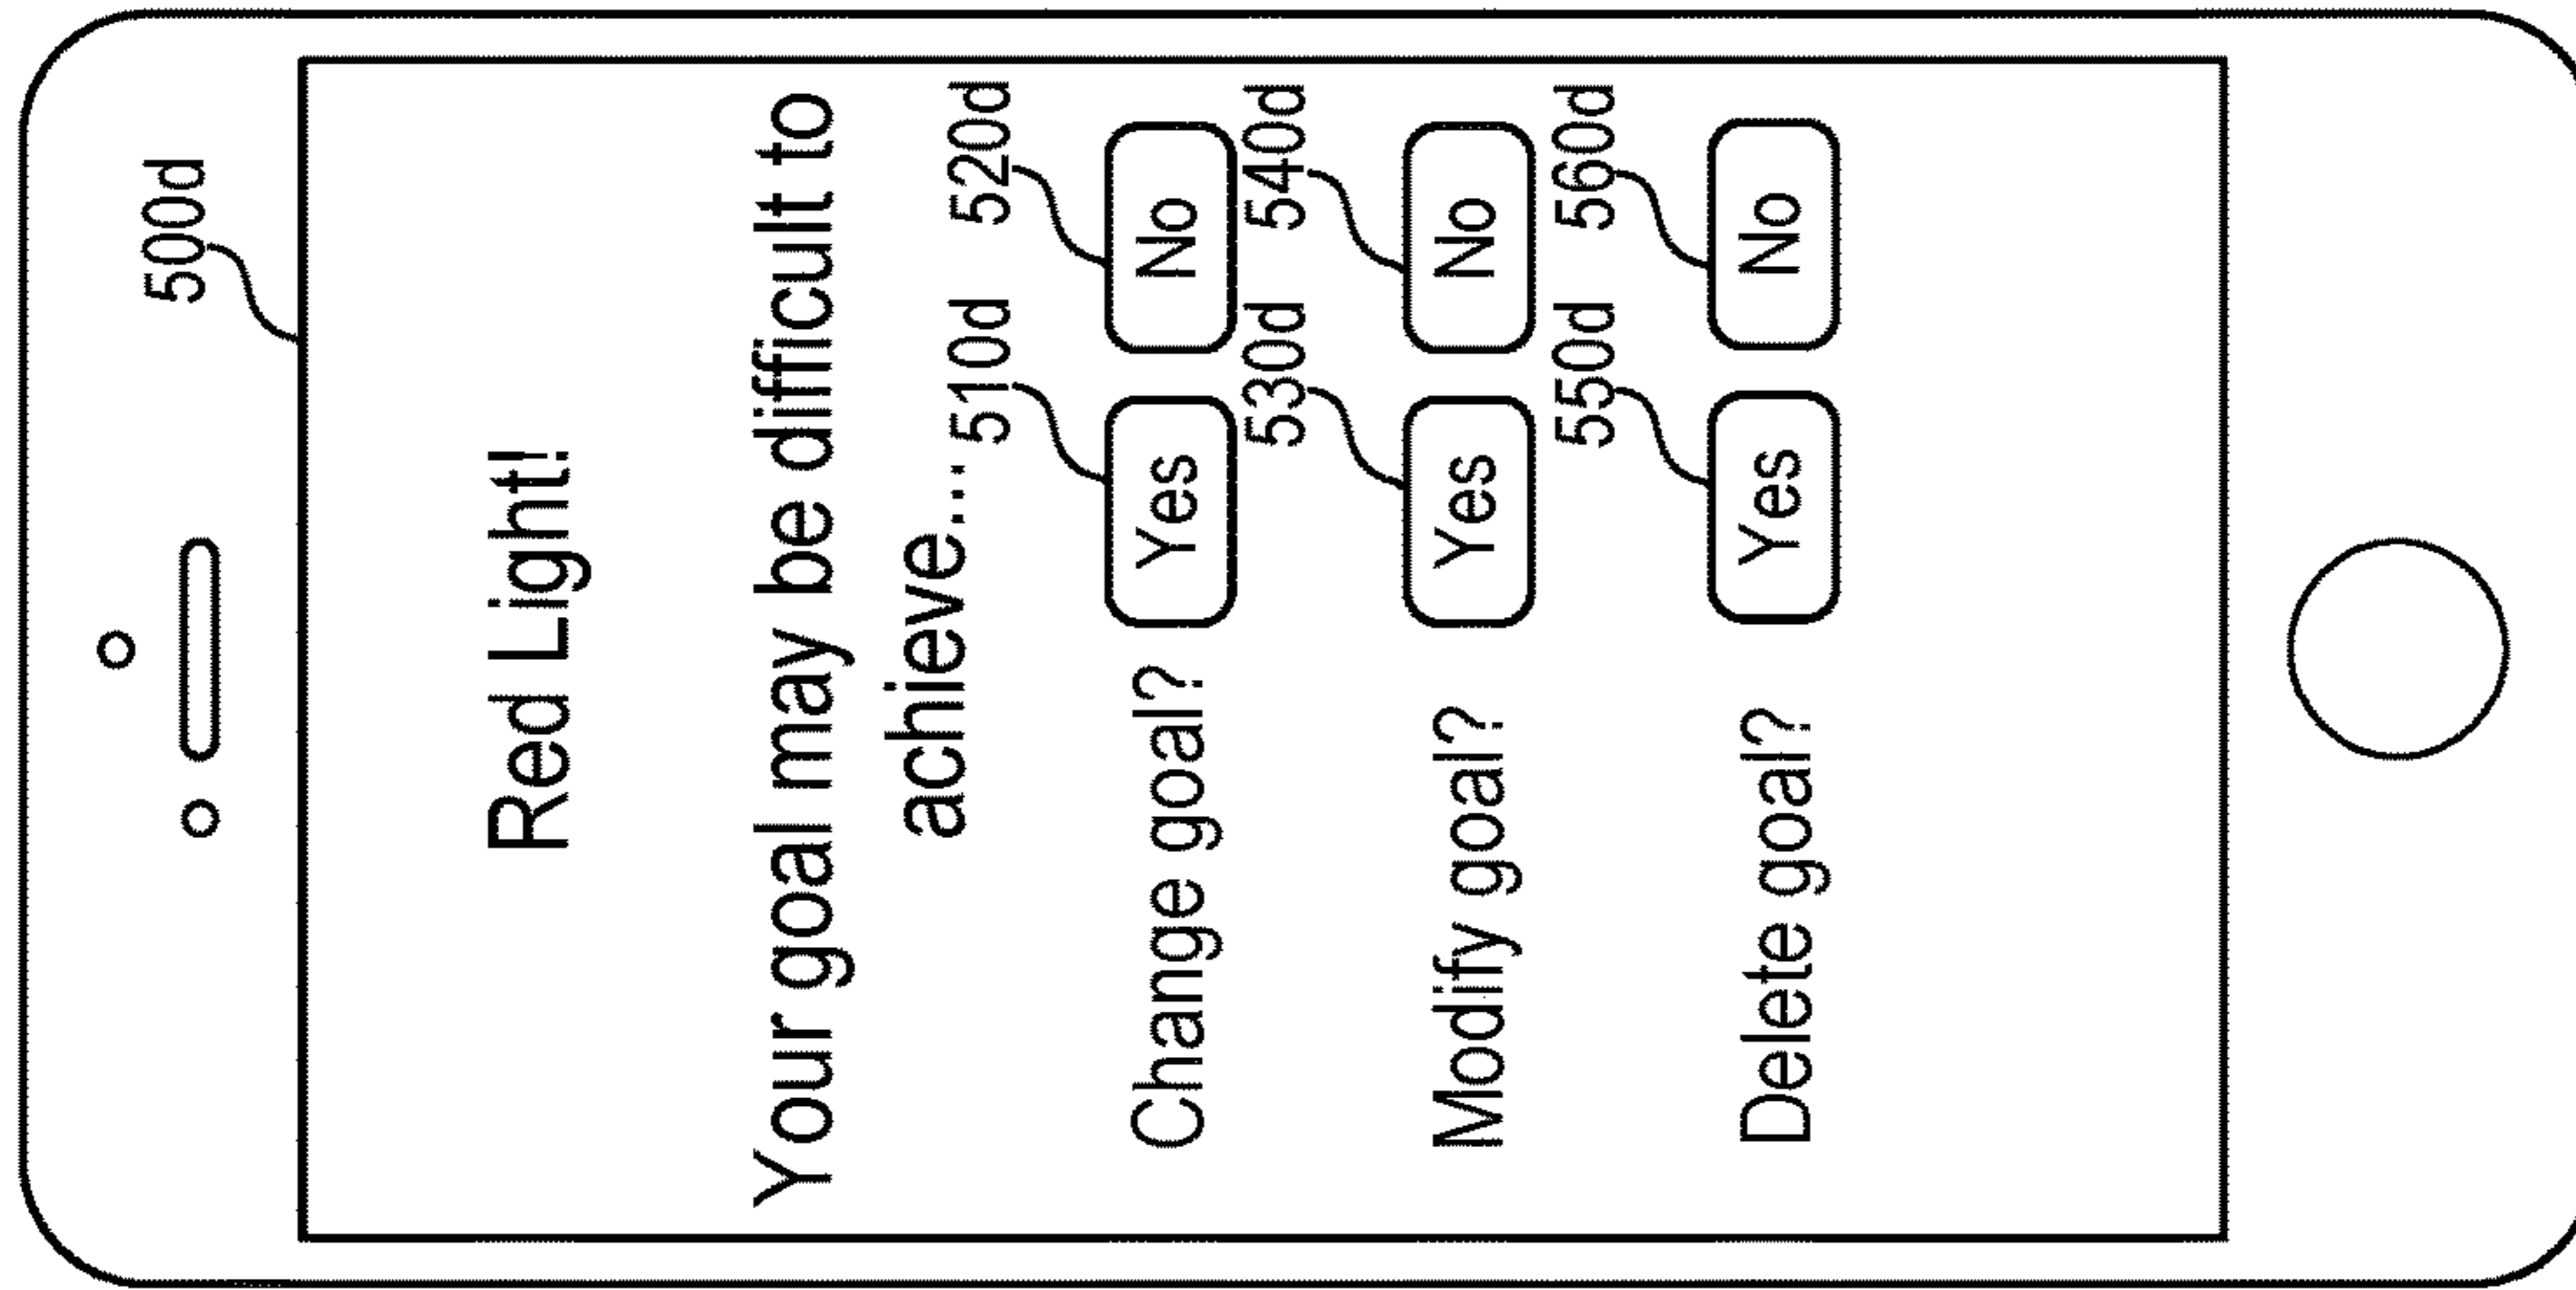 500d
Red Light!
Your goal may be difficult to
achieve...
510d 520d
Change goal? Yes No
530d 540d
Modify goal? Yes No
550d 560d
Delete goal? Yes No